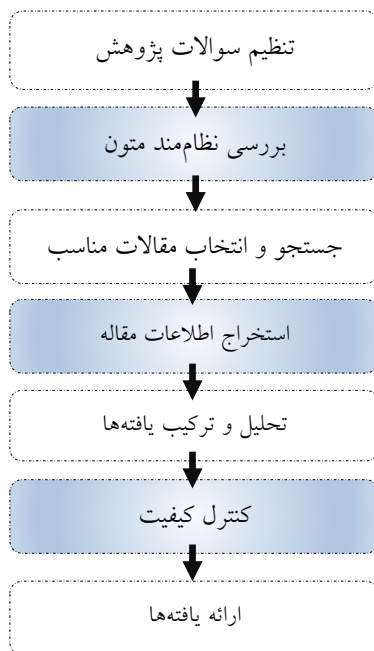 تنظیم سوالات پژوهش
بررسی نظام‌مند متون
جستجو و انتخاب مقالات مناسب
استخراج اطلاعات مقاله
تحلیل و ترکیب یافته‌ها
کنترل کیفیت
ارائه یافته‌ها